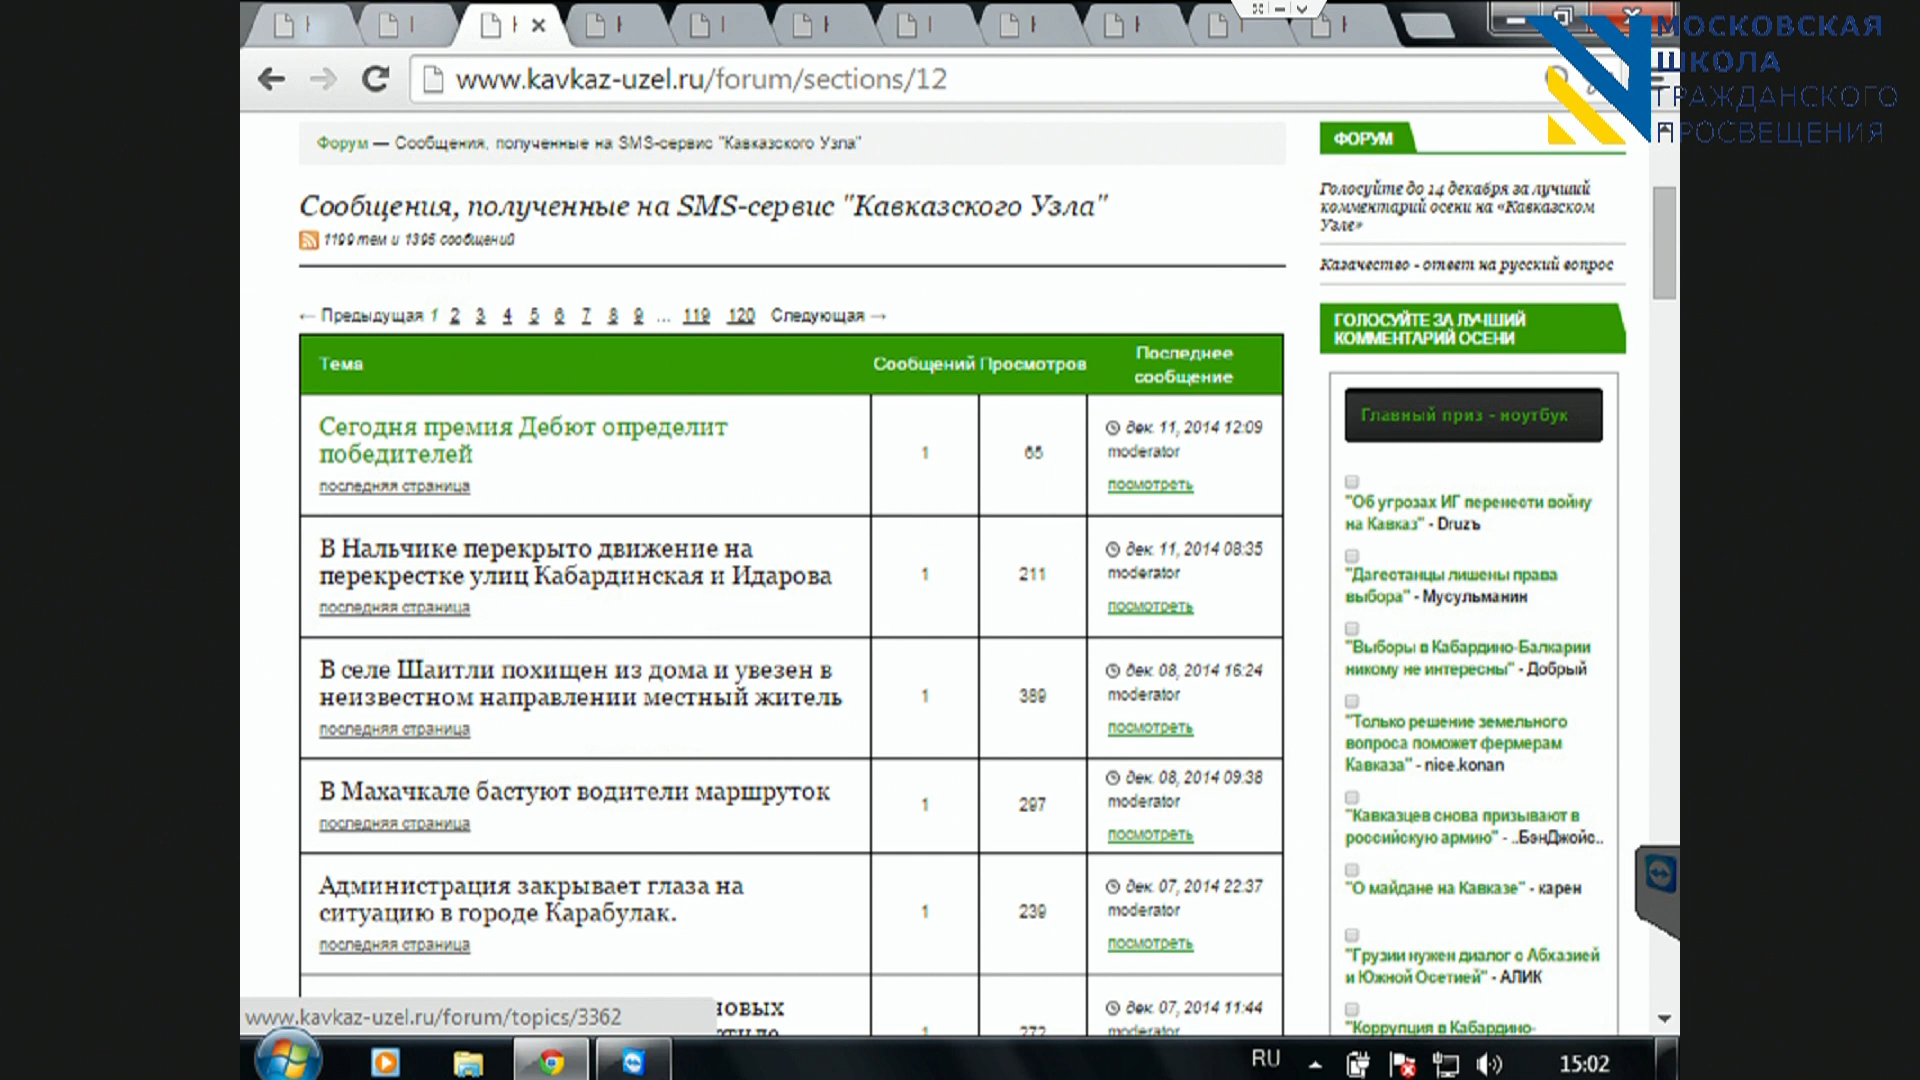 www.kavkaz-uzel.ru/forum/sections/12
МОСКОВСКАЯ
ШКОЛА
ГРАЖДАНСКОГО
ПРОСВЕЩЕНИЯ
Форум — Сообщения, полученные на SMS-сервис "Кавказского Узла"
Сообщения, полученные на SMS-сервис "Кавказского Узла"
1199 тем и 1395 сообщений
← Предыдущая 1 2 3 4 5 6 7 8 9 ... 119 120 Следующая →
Тема Сообщений Просмотров Последнее
сообщение
Сегодня премия Дебют определит
победителей
последняя страница
1 65
дек. 11, 2014 12:09
moderator
посмотреть
В Нальчике перекрыто движение на
перекрестке улиц Кабардинская и Идарова
последняя страница
1 211
дек. 11, 2014 08:35
moderator
посмотреть
В селе Шаитли похищен из дома и увезен в
неизвестном направлении местный житель
последняя страница
1 389
дек. 08, 2014 16:24
moderator
посмотреть
В Махачкале бастуют водители маршруток
последняя страница
1 297
дек. 08, 2014 09:38
moderator
посмотреть
Администрация закрывает глаза на
ситуацию в городе Карабулак.
последняя страница
1 239
дек. 07, 2014 22:37
moderator
посмотреть
новых
1 272
дек. 07, 2014 11:44
moderator
ФОРУМ
Голосуйте до 14 декабря за лучший
комментарий осени на «Кавказском
Узле»
Казачество - ответ на русский вопрос
ГОЛОСУЙТЕ ЗА ЛУЧШИЙ
КОММЕНТАРИЙ ОСЕНИ
Главный приз - ноутбук
"Об угрозах ИГ перенести войну
на Кавказ" - Druzъ
"Дагестанцы лишены права
выбора" - Мусульманин
"Выборы в Кабардино-Балкарии
никому не интересны" - Добрый
"Только решение земельного
вопроса поможет фермерам
Кавказа" - nice.konan
"Кавказцев снова призывают в
российскую армию" - ..БэнДжойс..
"О майдане на Кавказе" - карен
"Грузии нужен диалог с Абхазией
и Южной Осетией" - АЛИК
"Коррупция в Кабардино-
www.kavkaz-uzel.ru/forum/topics/3362
RU
15:02